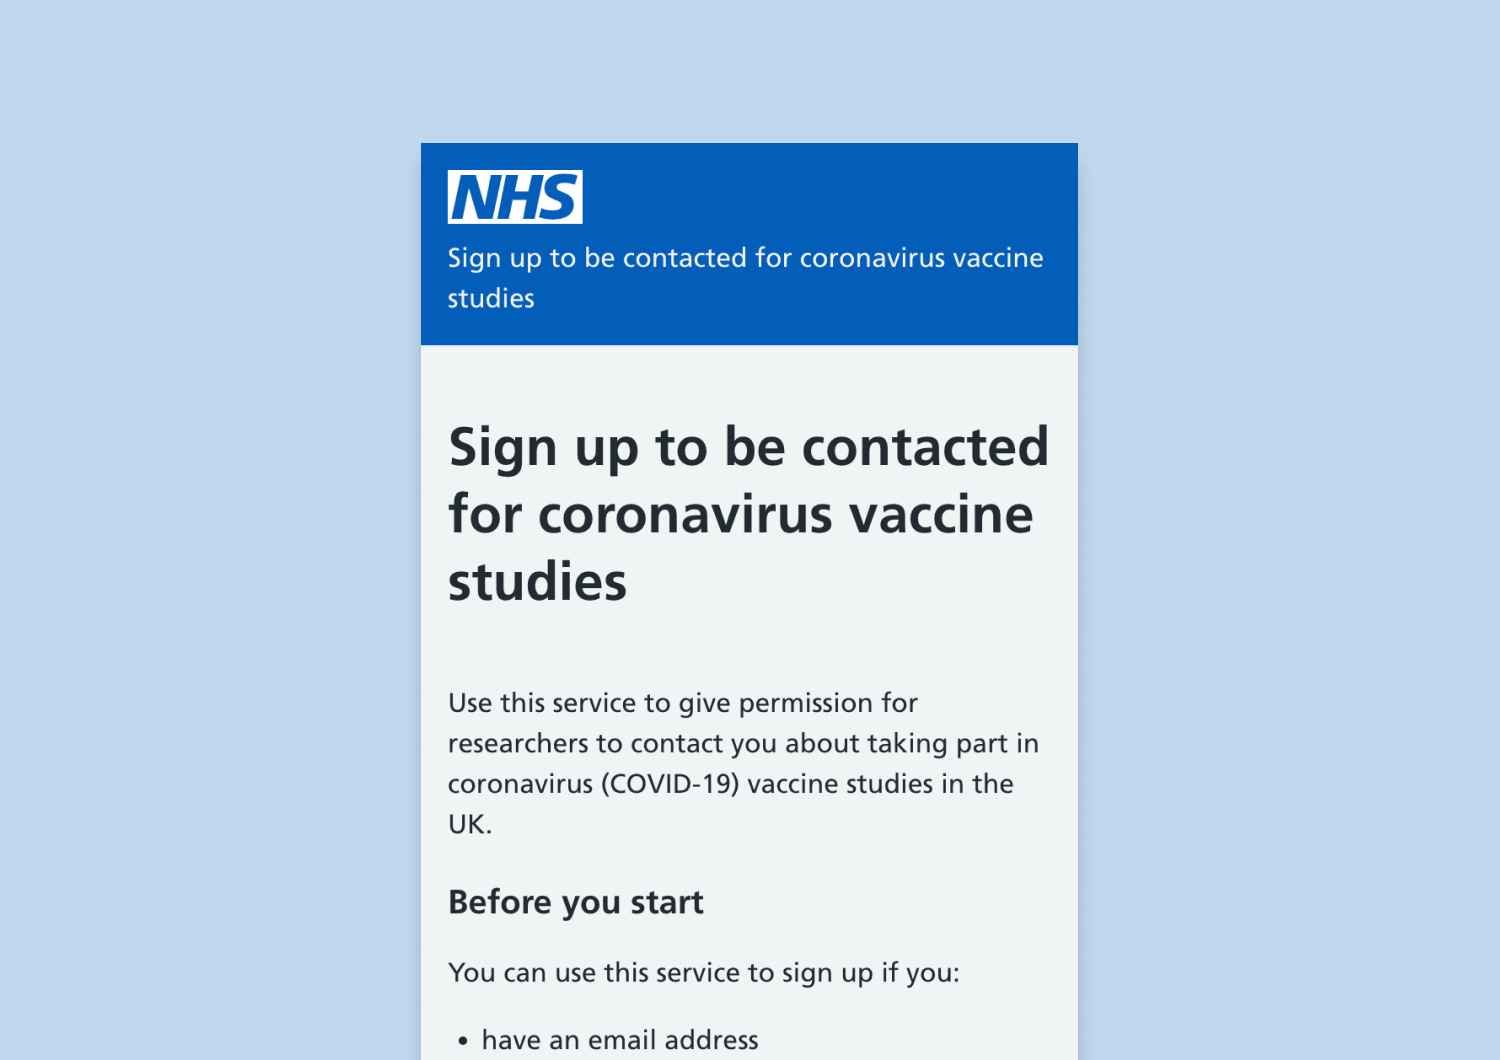 NHS
Sign up to be contacted for coronavirus vaccine
studies
Sign up to be contacted
for coronavirus vaccine
studies
Use this service to give permission for
researchers to contact you about taking part in
coronavirus (COVID-19) vaccine studies in the
UK.
Before you start
You can use this service to sign up if you:
• have an email address